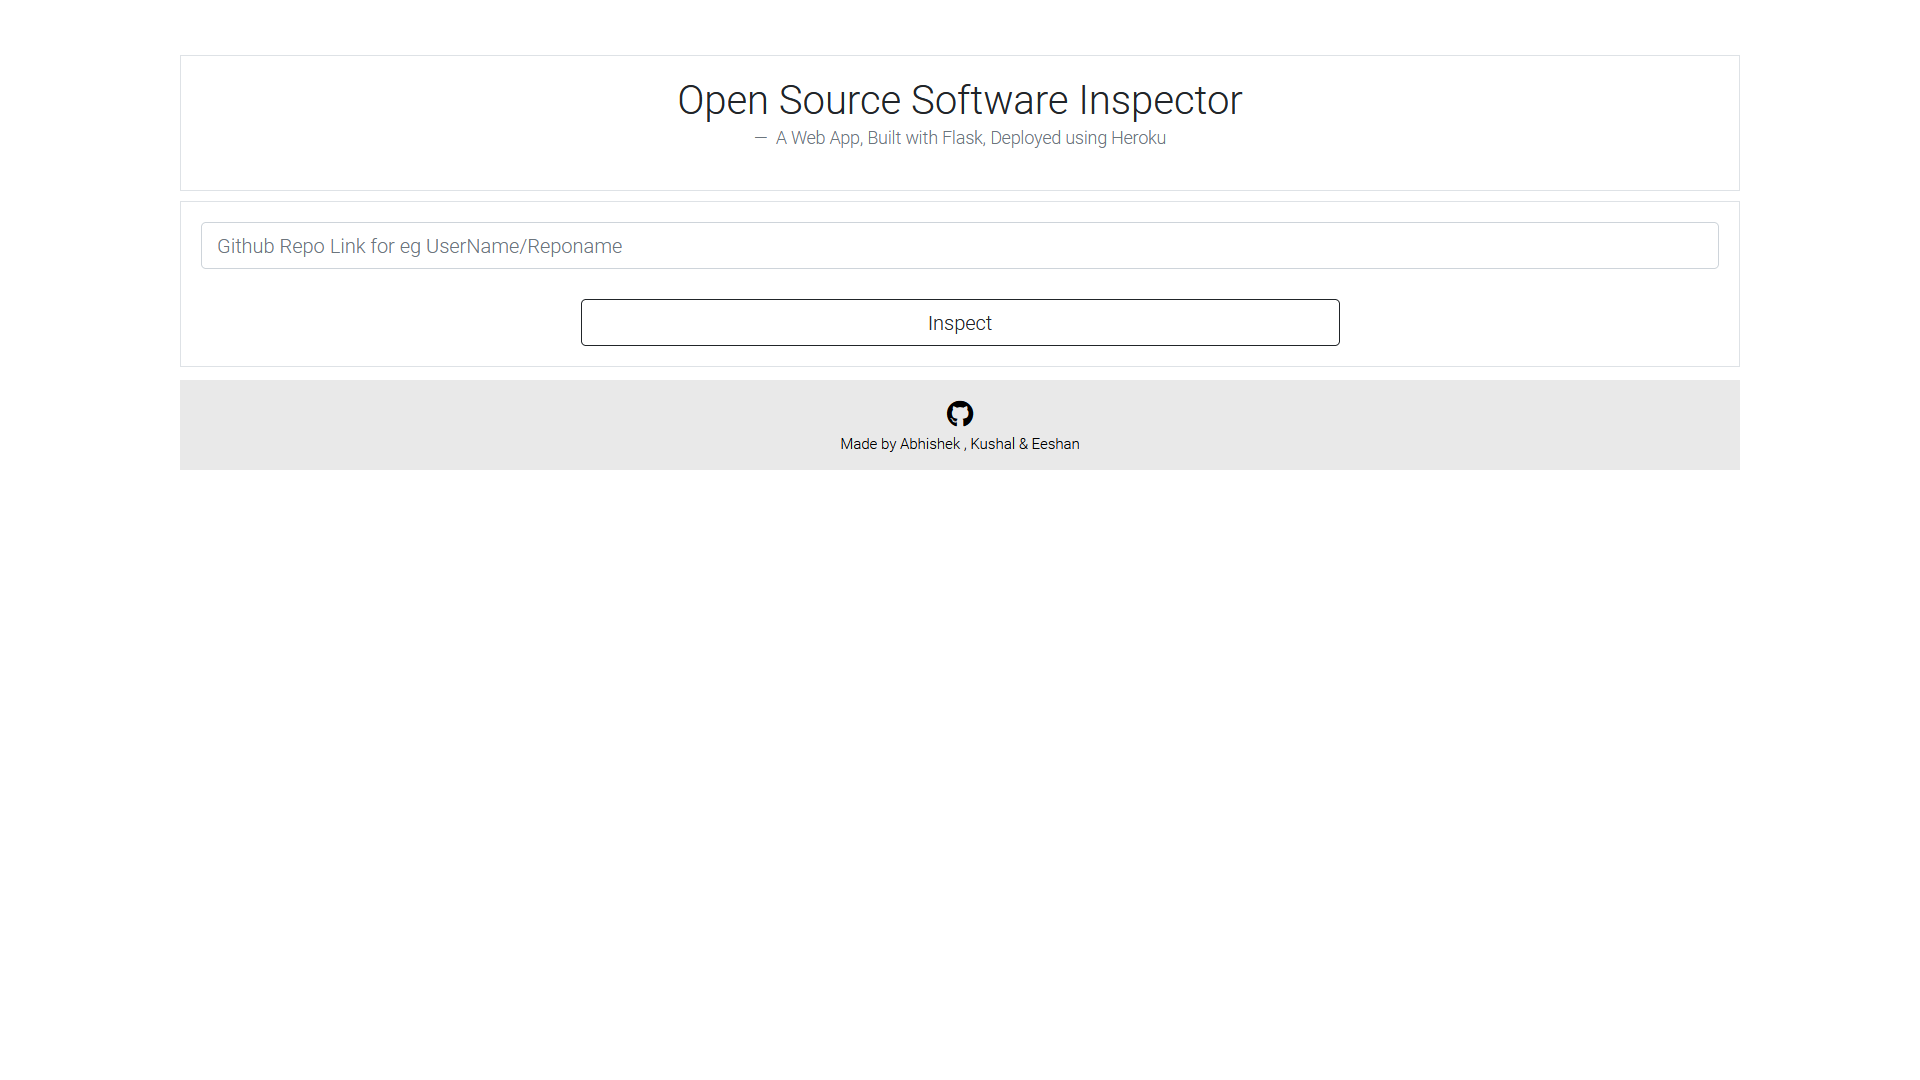 Open Source Software Inspector
— A Web App, Built with Flask, Deployed using Heroku
Github Repo Link for eg UserName/Reponame
Inspect
Made by Abhishek , Kushal & Eeshan